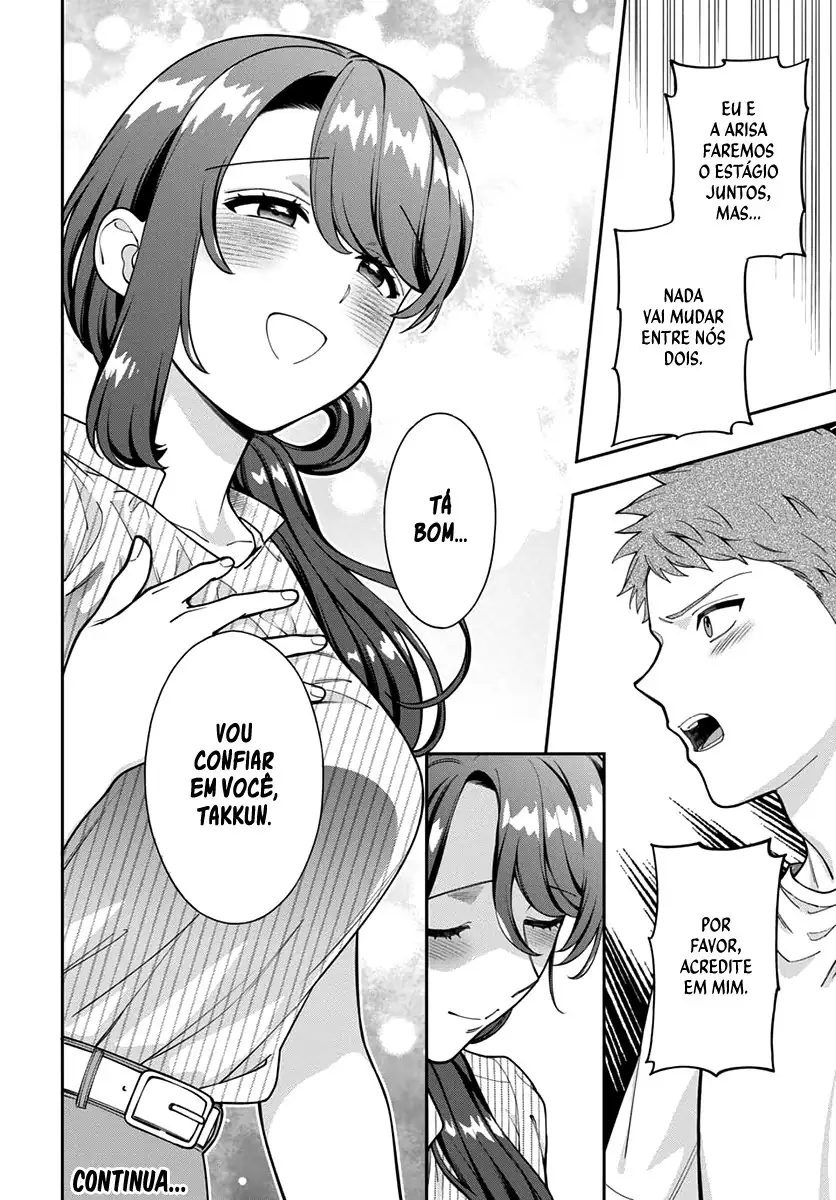 EU E
A ARISA
FAREMOS
O ESTÁGIO
JUNTOS,
MAS...
NADA
VAI MUDAR
ENTRE NÓS
DOIS.
POR
FAVOR,
ACREDITE
EM MIM.
TÁ
BOM...
VOU
CONFIAR
EM VOCÊ,
TAKKUN.
CONTINUA...